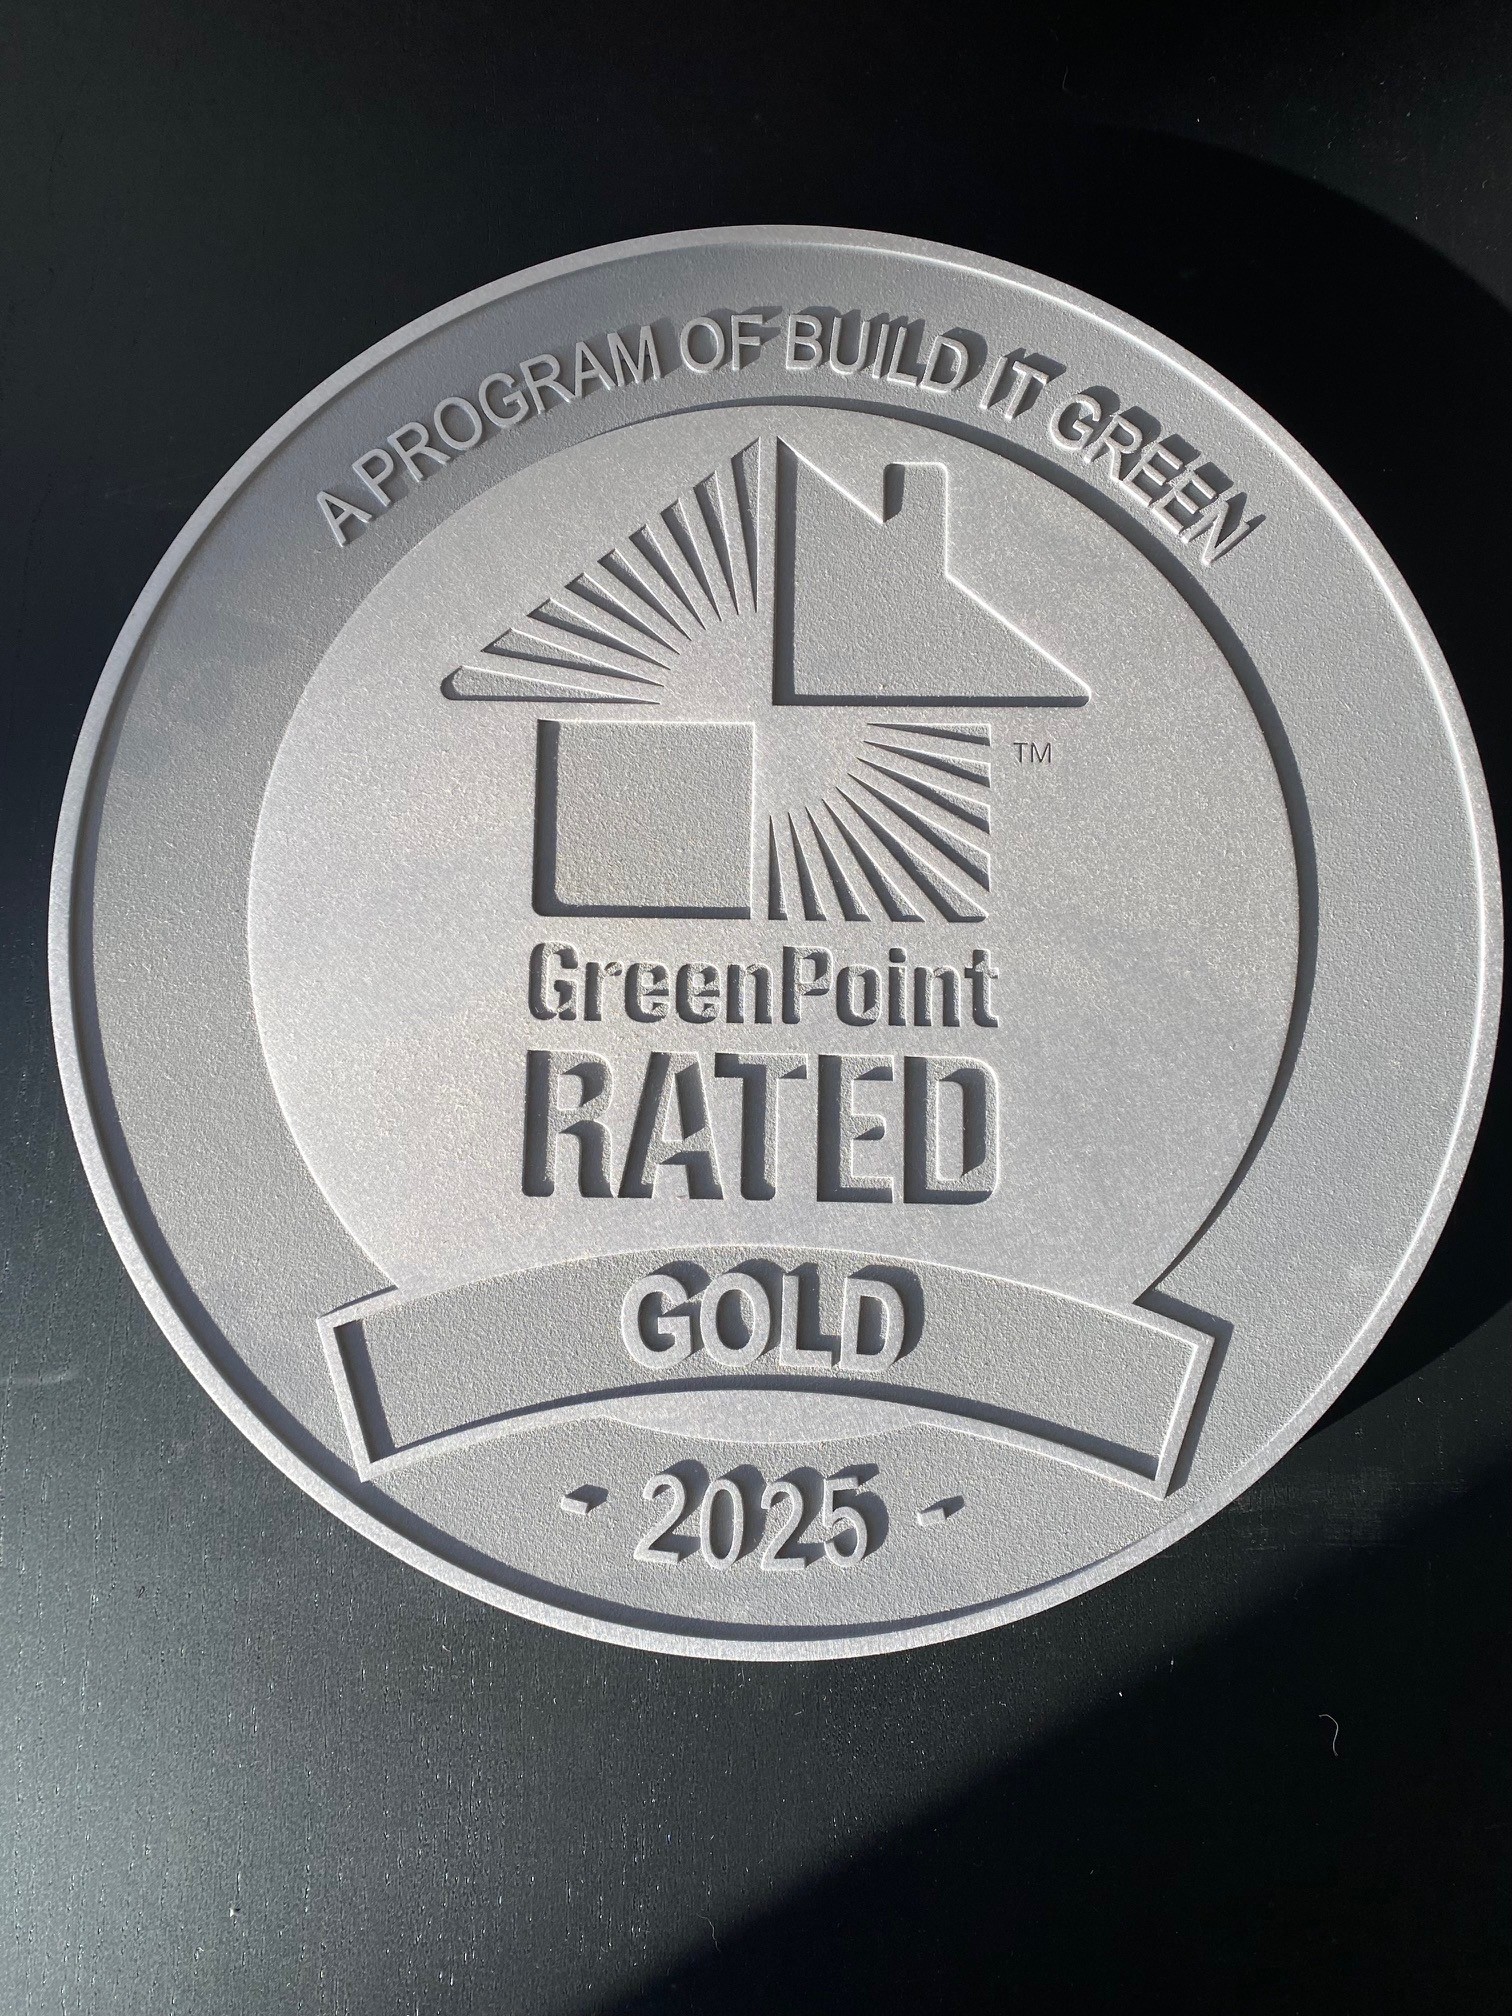 A PROGRAM OF BUILD IT GREEN
TM
GreenPoint
RATED
GOLD
- 2025 -